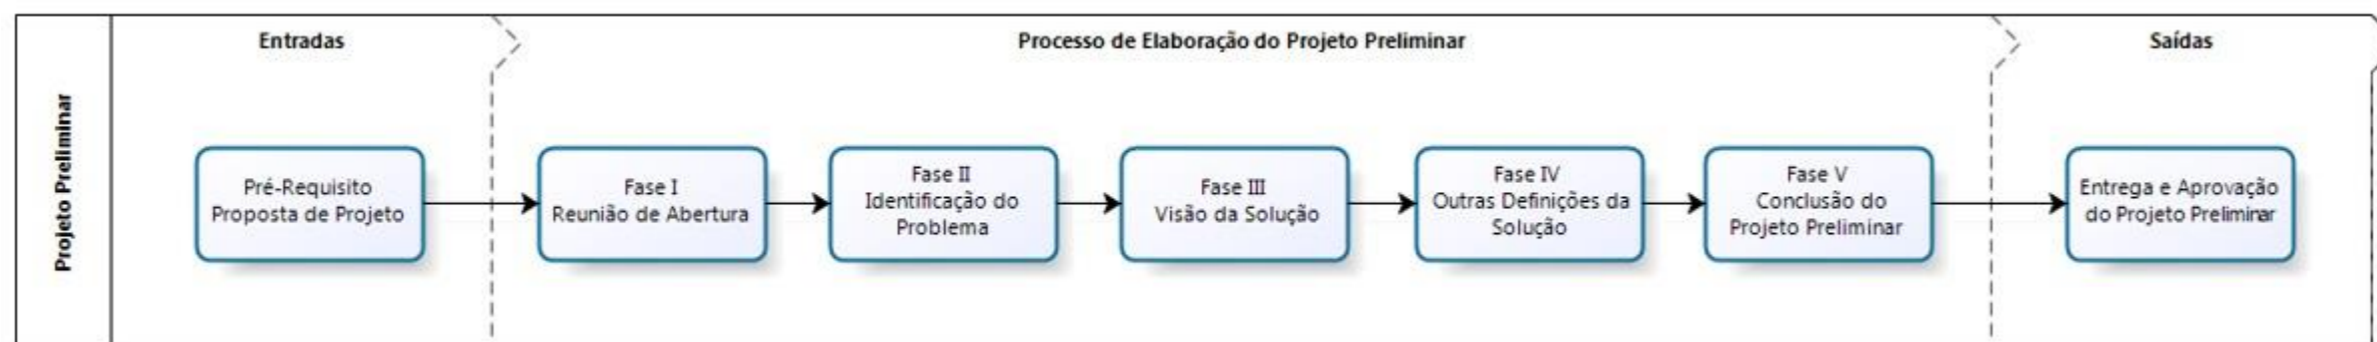 Projeto Preliminar
Entradas
Processo de Elaboração do Projeto Preliminar
Saídas
Pré-Requisito
Proposta de Projeto
Fase I
Reunião de Abertura
Fase II
Identificação do
Problema
Fase III
Visão da Solução
Fase IV
Outras Definições da
Solução
Fase V
Conclusão do
Projeto Preliminar
Entrega e Aprovação
do Projeto Preliminar